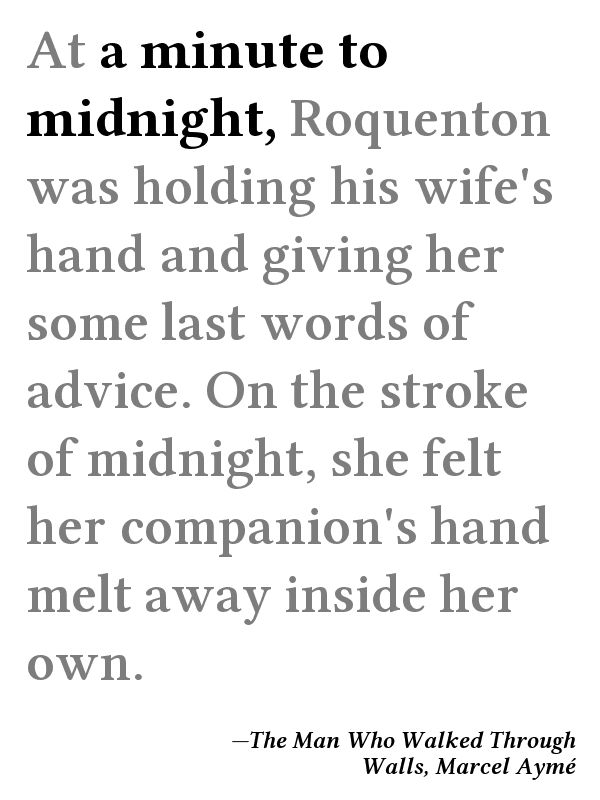 At a minute to
midnight, Roquenton
was holding his wife's
hand and giving her
some last words of
advice. On the stroke
of midnight, she felt
her companion's hand
melt away inside her
own.
—The Man Who Walked Through
Walls, Marcel Aymé